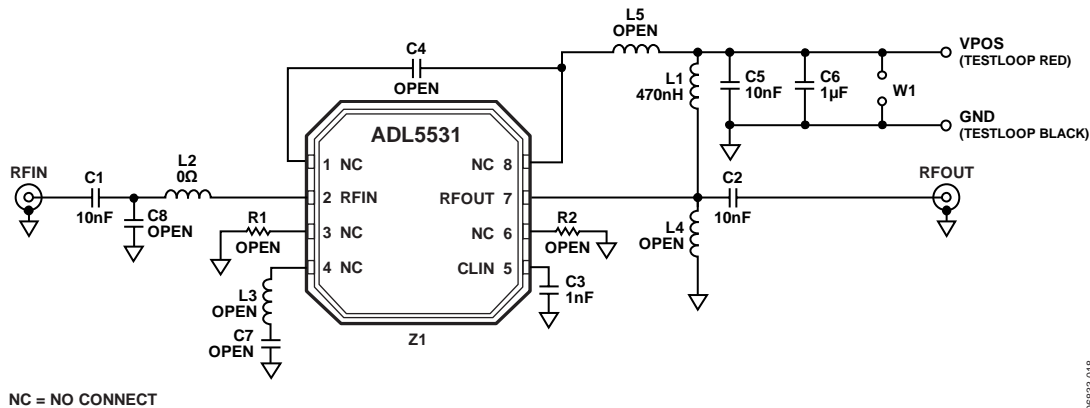 L5
OPEN
C4
OPEN
VPOS
(TESTLOOP RED)
L1
470nH
C5
10nF
C6
1µF
W1
GND
(TESTLOOP BLACK)
ADL5531
1 NC
NC 8
RFIN
C1
10nF
L2
0Ω
2 RFIN
RFOUT 7
C2
10nF
RFOUT
C8
OPEN
R1
OPEN
3 NC
NC 6
R2
OPEN
L4
OPEN
4 NC
CLIN 5
C3
1nF
L3
OPEN
C7
OPEN
Z1
NC = NO CONNECT